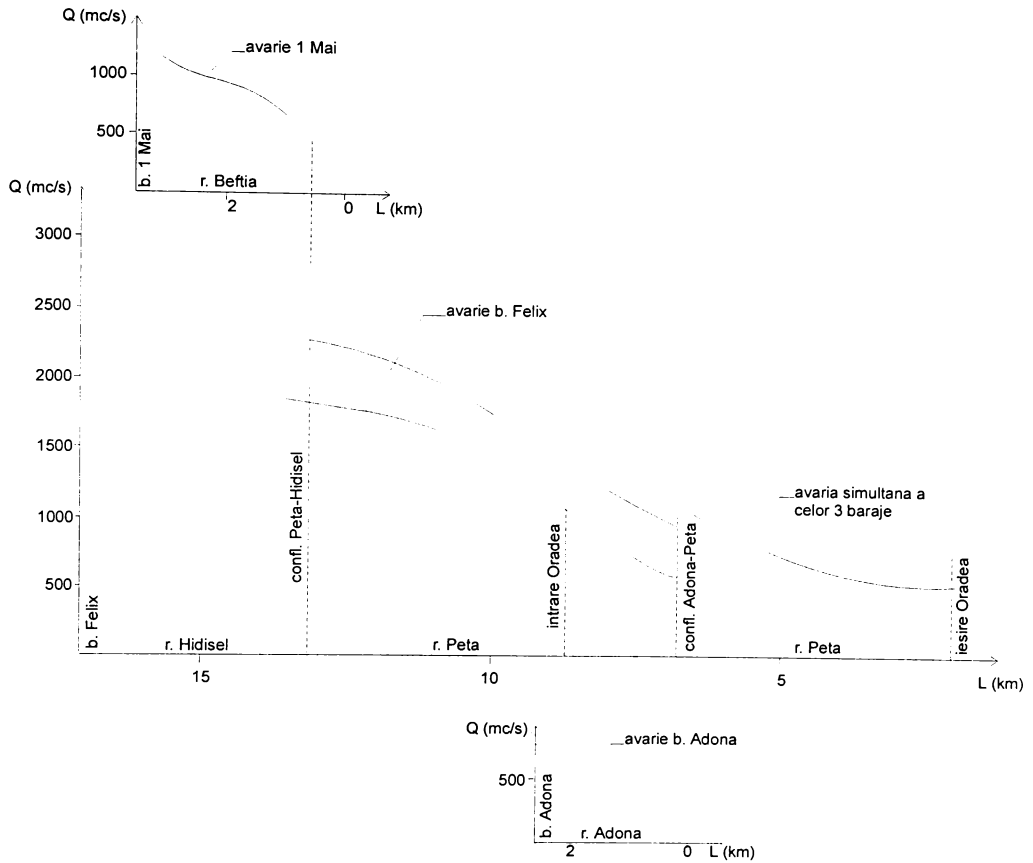 Q (mc/s)
avarie 1 Mai
1000
500
b. 1 Mai
r. Beftia
2
0
L (km)
Q (mc/s)
3000
2500
avarie b. Felix
2000
1500
confl. Peta-Hidisel
1000
avaria simultana a
celor 3 baraje
intrare Oradea
confl. Adona-Peta
iesire Oradea
500
b. Felix
r. Hidisel
r. Peta
r. Peta
15
10
5
L (km)
Q (mc/s)
avarie b. Adona
500
b. Adona
r. Adona
2
0
L (km)